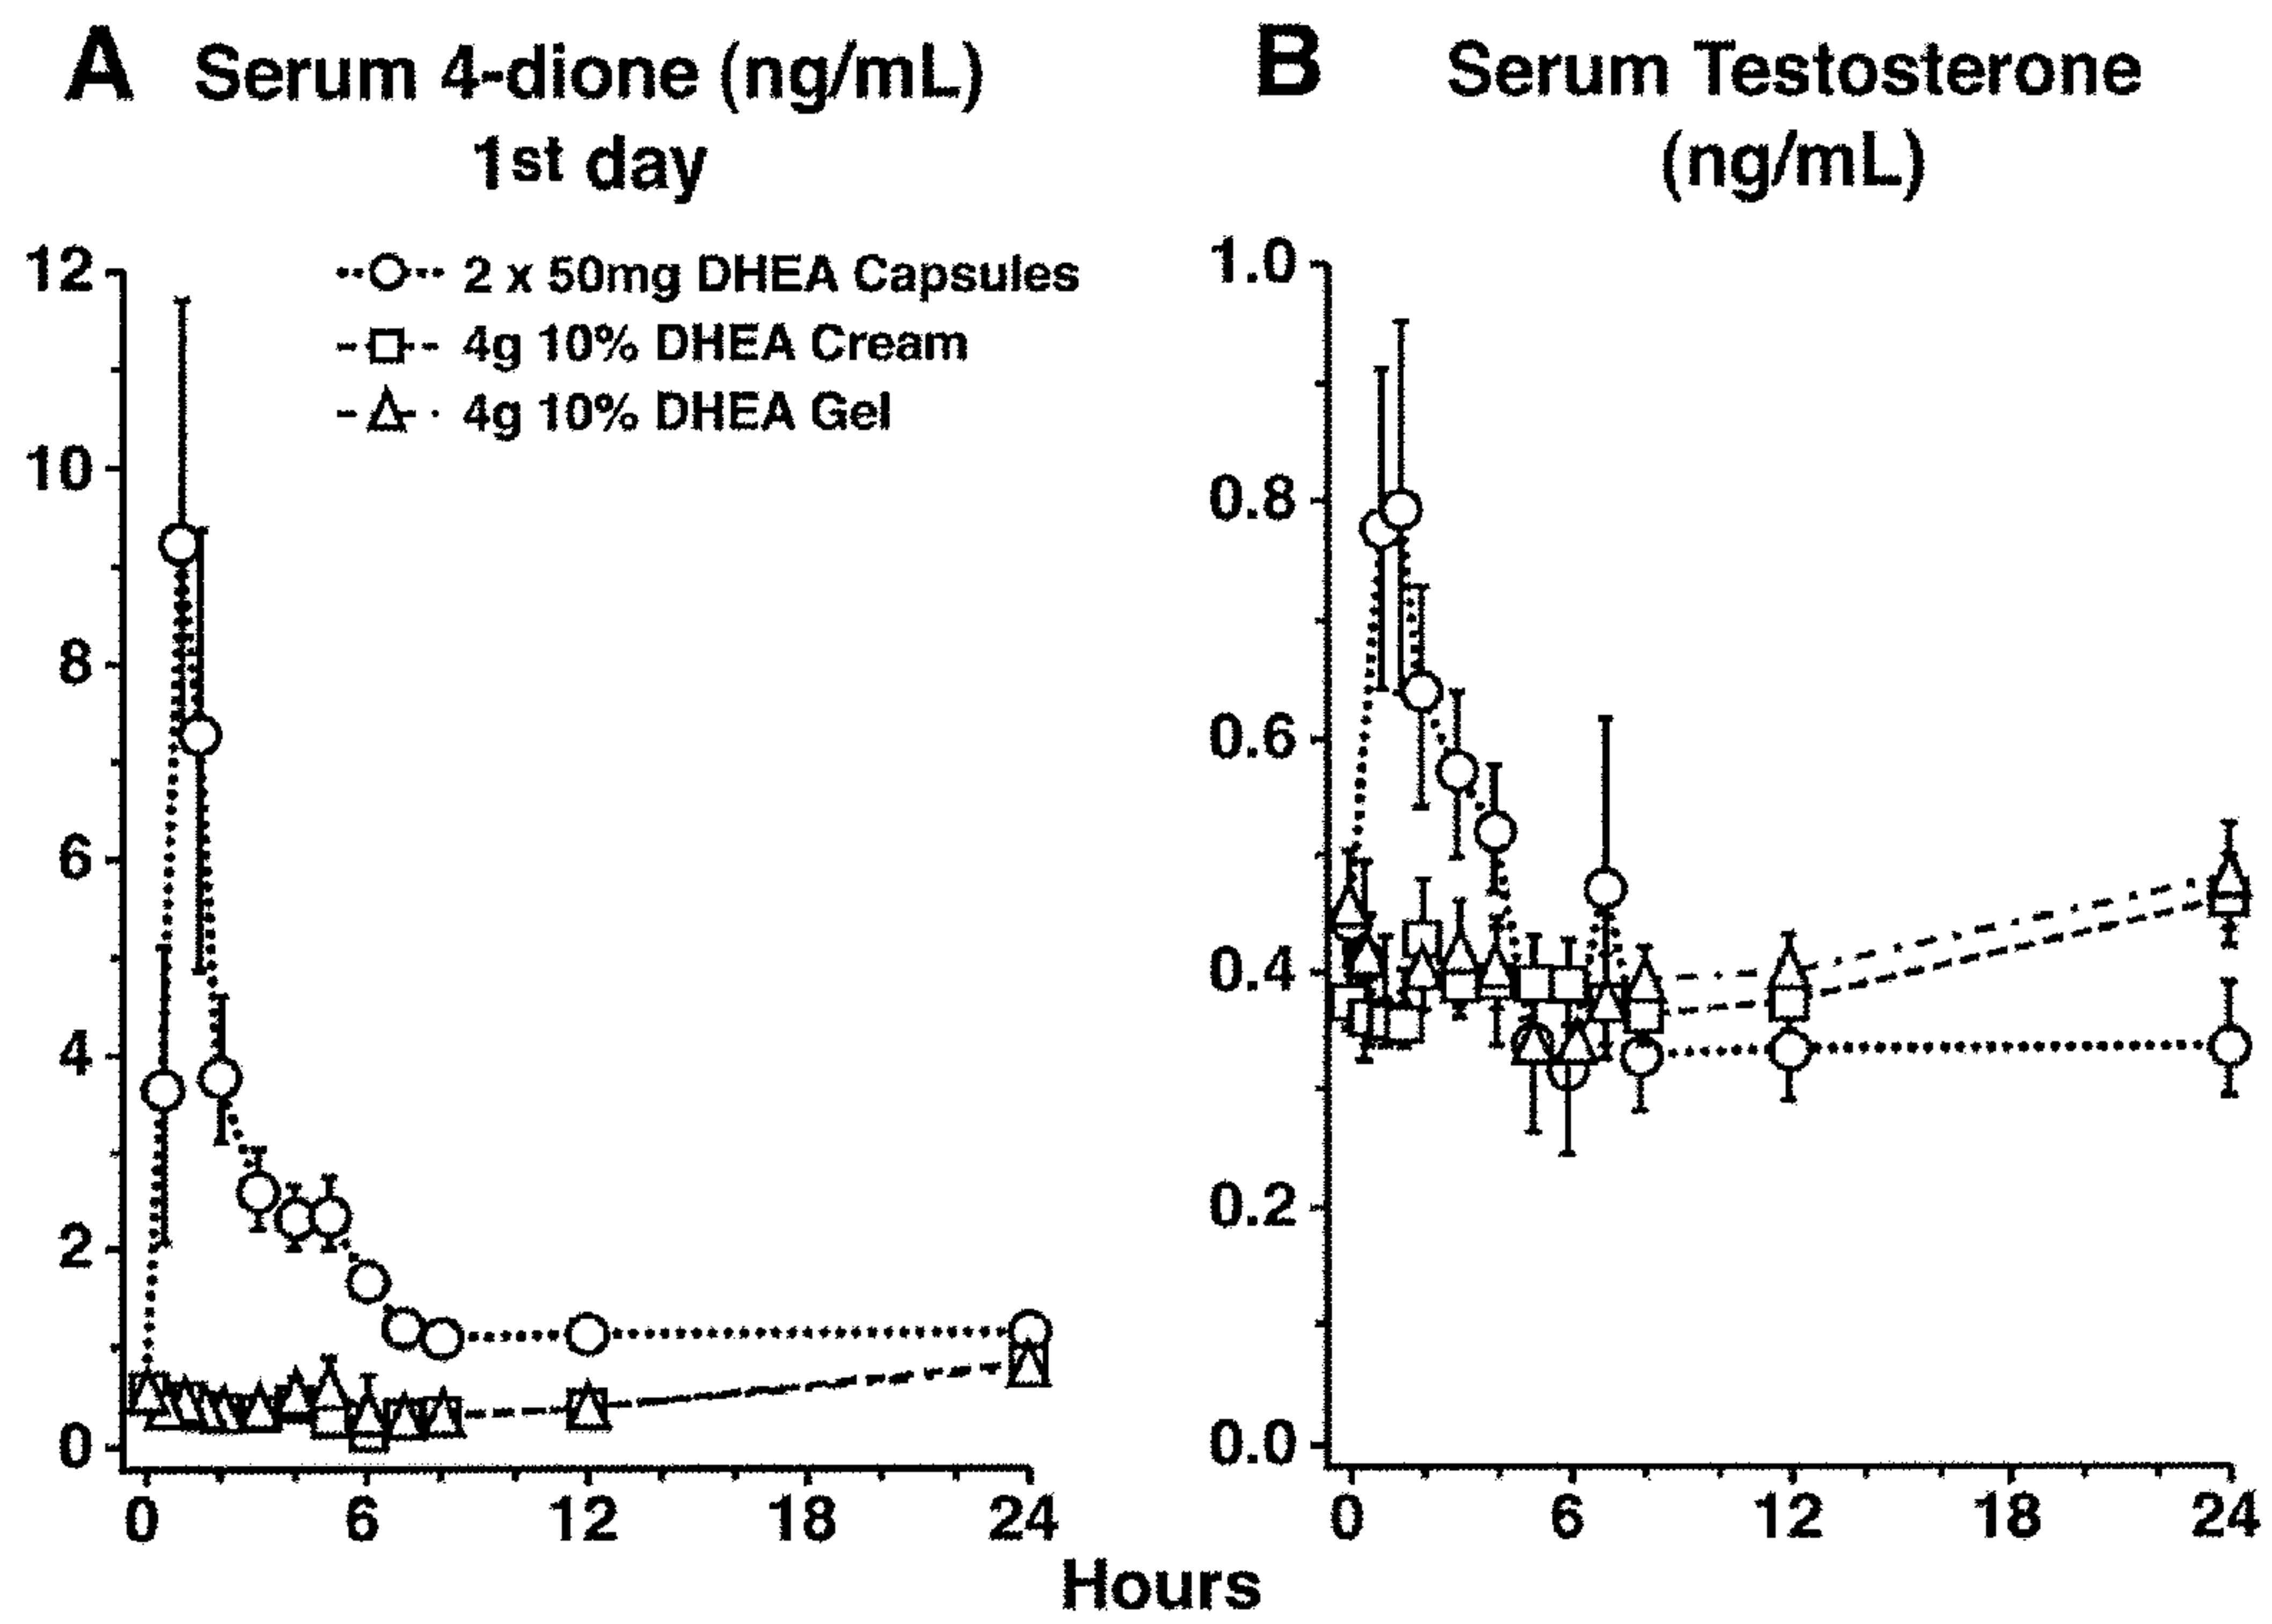 A Serum 4-dione (ng/mL)
1st day
12
10
8
6
4
2
0
2 x 50mg DHEA Capsules
4g 10% DHEA Cream
4g 10% DHEA Gel
0 6 12 18 24
B Serum Testosterone
(ng/mL)
1.0
0.8
0.6
0.4
0.2
0.0
0 6 12 18 24
Hours